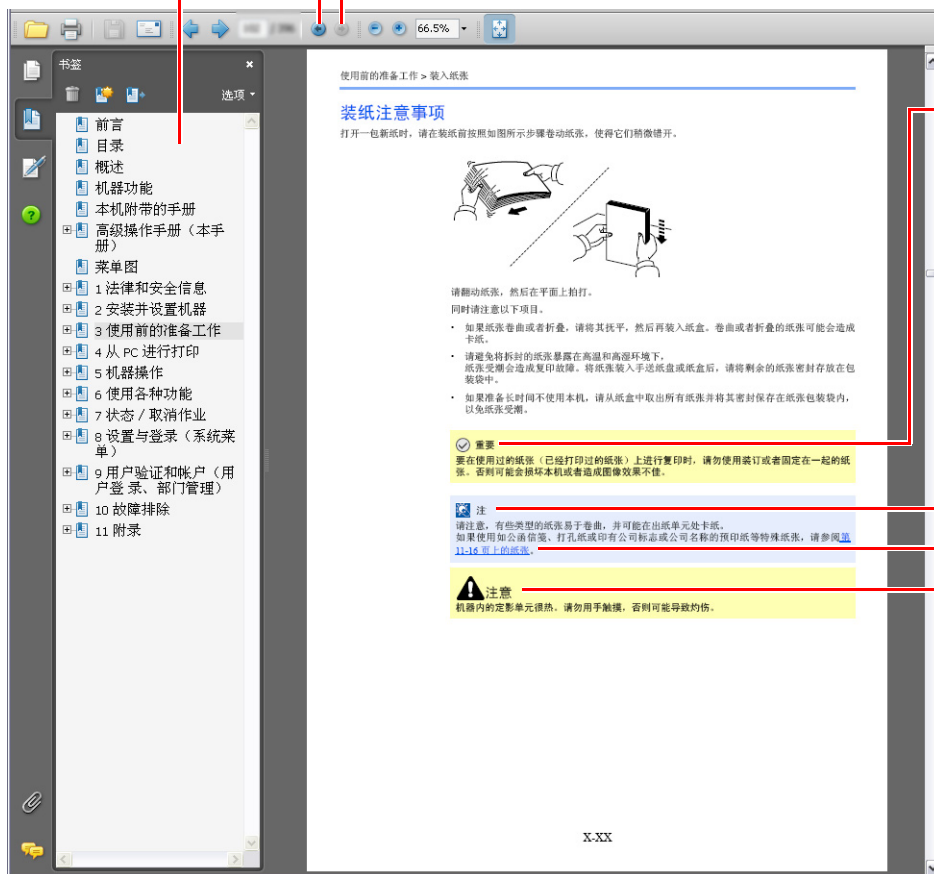 66.5%
书签
选项
前言
目录
概述
机器功能
本机附带的手册
高级操作手册（本手
册）
菜单图
1 法律和安全信息
2 安装并设置机器
3 使用前的准备工作
4 从 PC 进行打印
5 机器操作
6 使用各种功能
7 状态 / 取消作业
8 设置与登录（系统菜
单）
9 用户验证和帐户（用
户登 录、部门管理）
10 故障排除
11 附录
使用前的准备工作 > 装入纸张
装纸注意事项
打开一包新纸时，请在装纸前按照如图所示步骤卷动纸张，使得它们稍微错开。
请翻动纸张，然后在平面上拍打。
同时请注意以下项目。
• 如果纸张卷曲或者折叠，请将其抚平，然后再装入纸盒。卷曲或者折叠的纸张可能会造成
卡纸。
• 请避免将拆封的纸张暴露在高温和高湿环境下，
纸张受潮会造成复印故障。将纸张装入手送纸盘或纸盒后，请将剩余的纸张密封存放在包
装袋中。
• 如果准备长时间不使用本机，请从纸盒中取出所有纸张并将其密封保存在纸张包装袋内，
以免纸张受潮。
重要
要在使用过的纸张（已经打印过的纸张）上进行复印时，请勿使用装订或者固定在一起的纸
张，否则可能会损坏本机或者造成图像效果不佳。
注
请注意，有些类型的纸张易于卷曲，并可能在出纸单元处卡纸。
如果使用如公函信笺、打孔纸或印有公司标志或公司名称的预印纸等特殊纸张，请参阅第
11-16 页上的纸张。
注意
机器内的定影单元很热，请勿用手触摸，否则可能导致灼伤。
X-XX